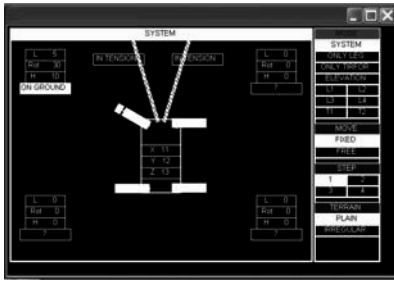 SYSTEM
L 5
Rot 30
H 10
ON GROUND
IN TENSION
IN TENSION
L 0
Rot 0
H 0
?
X 11
Y 12
Z 13
L 0
Rot 0
H 0
?
L 0
Rot 0
H 0
?
MODE
SYSTEM
ONLY LEG
ONLY TIRFOR
ELEVATION
L1 L2
L3 L4
T1 T2
MOVE
FIXED
FREE
STEP
1 2
3 4
TERRAIN
PLAIN
IRREGULAR